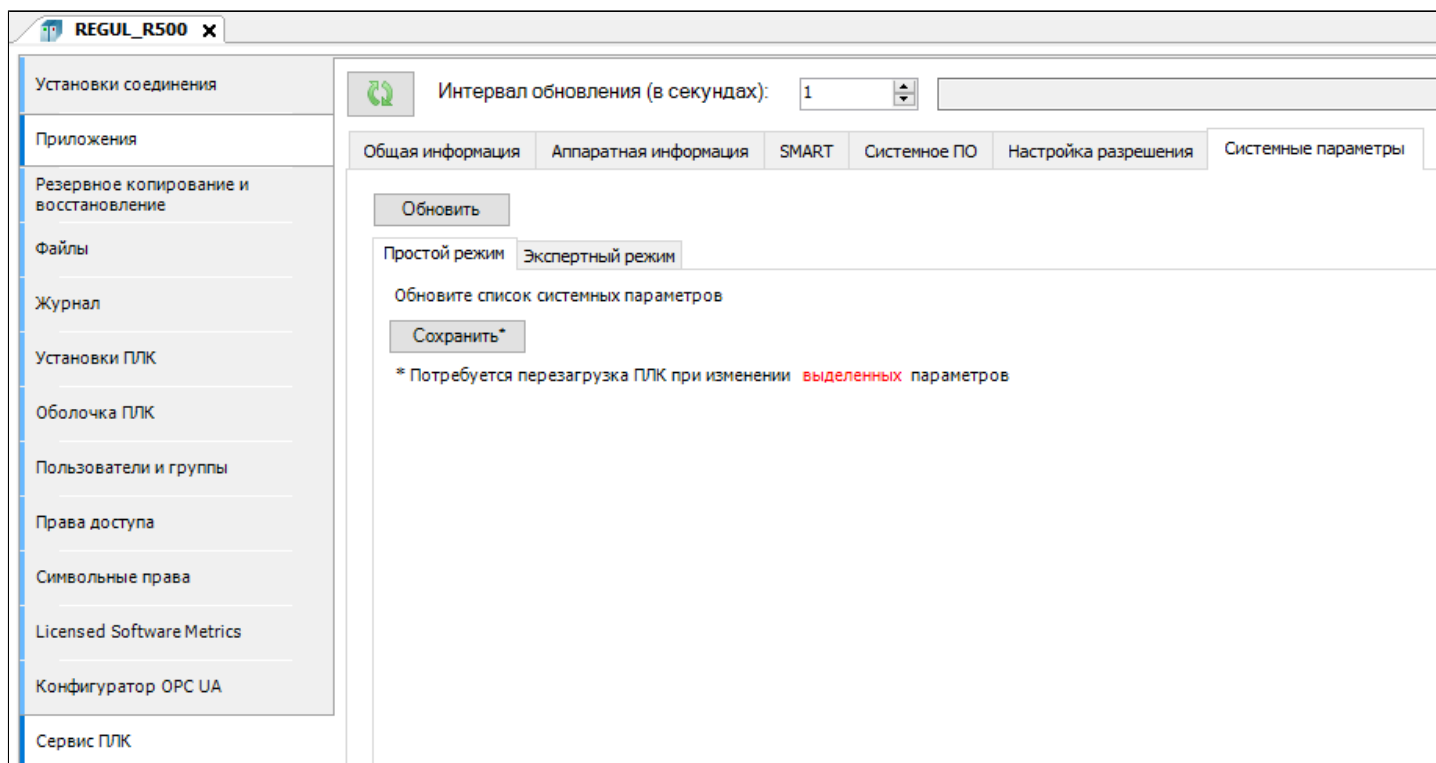 REGUL_R500 x
Установки соединения
Приложения
Резервное копирование и
восстановление
Файлы
Журнал
Установки ПЛК
Оболочка ПЛК
Пользователи и группы
Права доступа
Символьные права
Licensed Software Metrics
Конфигуратор OPC UA
Сервис ПЛК
Интервал обновления (в секундах): 1
Общая информация Аппаратная информация SMART Системное ПО Настройка разрешения Системные параметры
Обновить
Простой режим Экспертный режим
Обновите список системных параметров
Сохранить*
* Потребуется перезагрузка ПЛК при изменении выделенных параметров